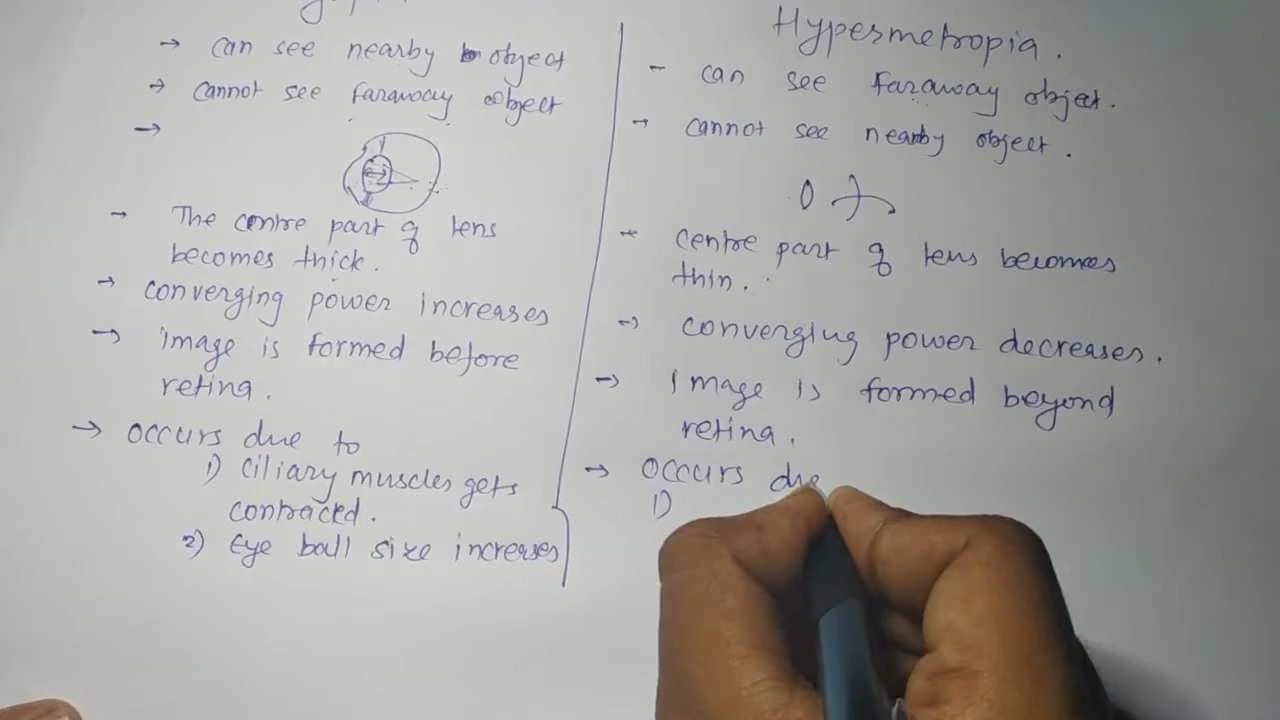 → can see nearby object
→ cannot see faraway object
→
→ The centre part of lens
becomes thick.
→ converging power increases
→ image is formed before
retina.
→ occurs due to
1) ciliary muscles gets
contracted.
2) Eye ball size increases
Hypermetropia.
- can see faraway object.
→ cannot see nearby object.
→ centre part of lens becomes
thin.
→ converging power decreases.
→ image is formed beyond
retina.
→ occurs due
1)